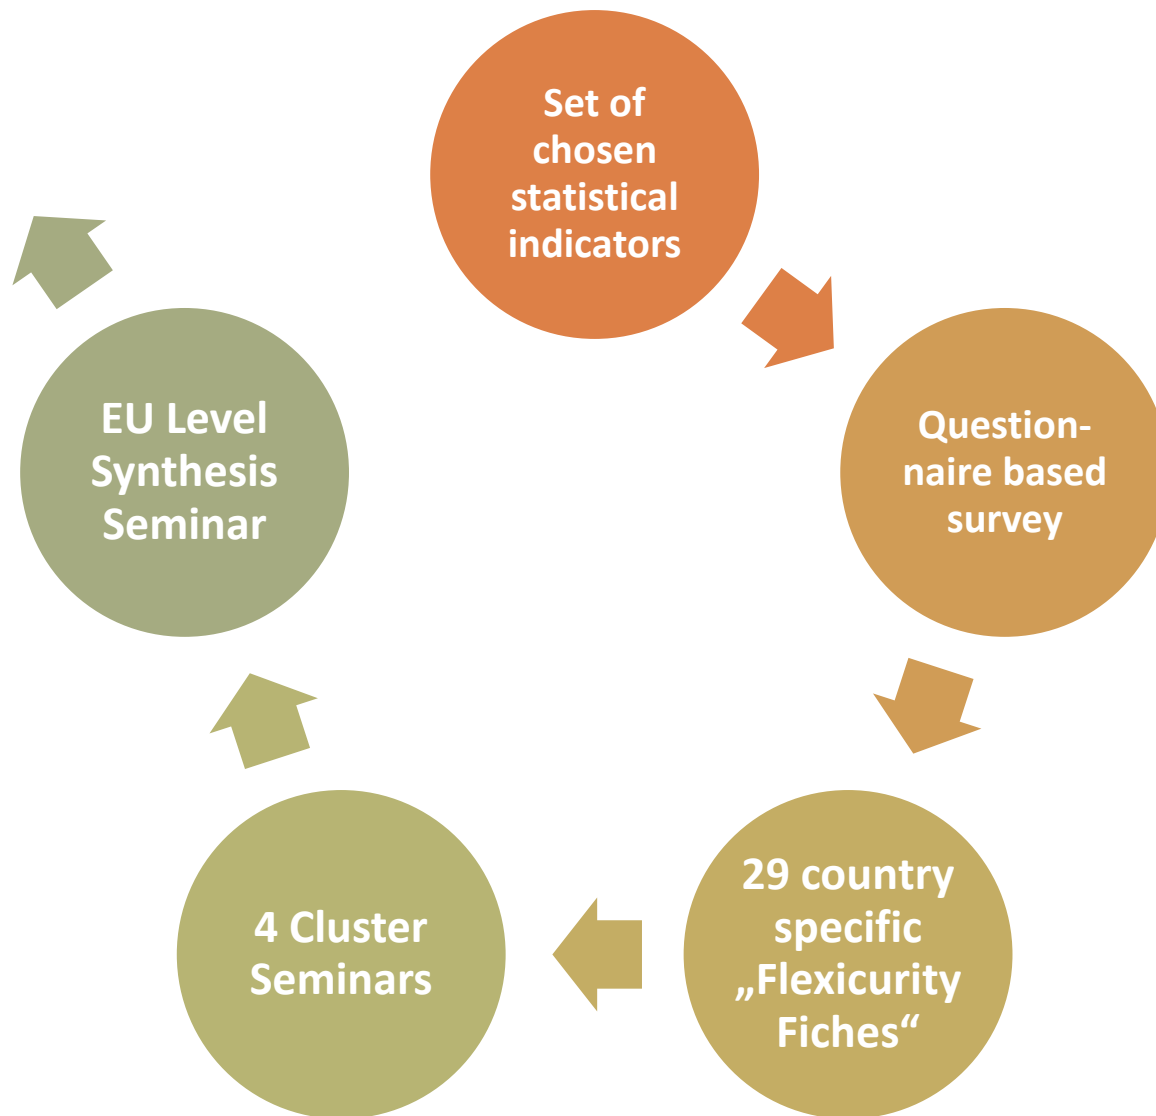 Set of
chosen
statistical
indicators
Question-
naire based
survey
29 country
specific
„Flexicurity
Fiches“
4 Cluster
Seminars
EU Level
Synthesis
Seminar